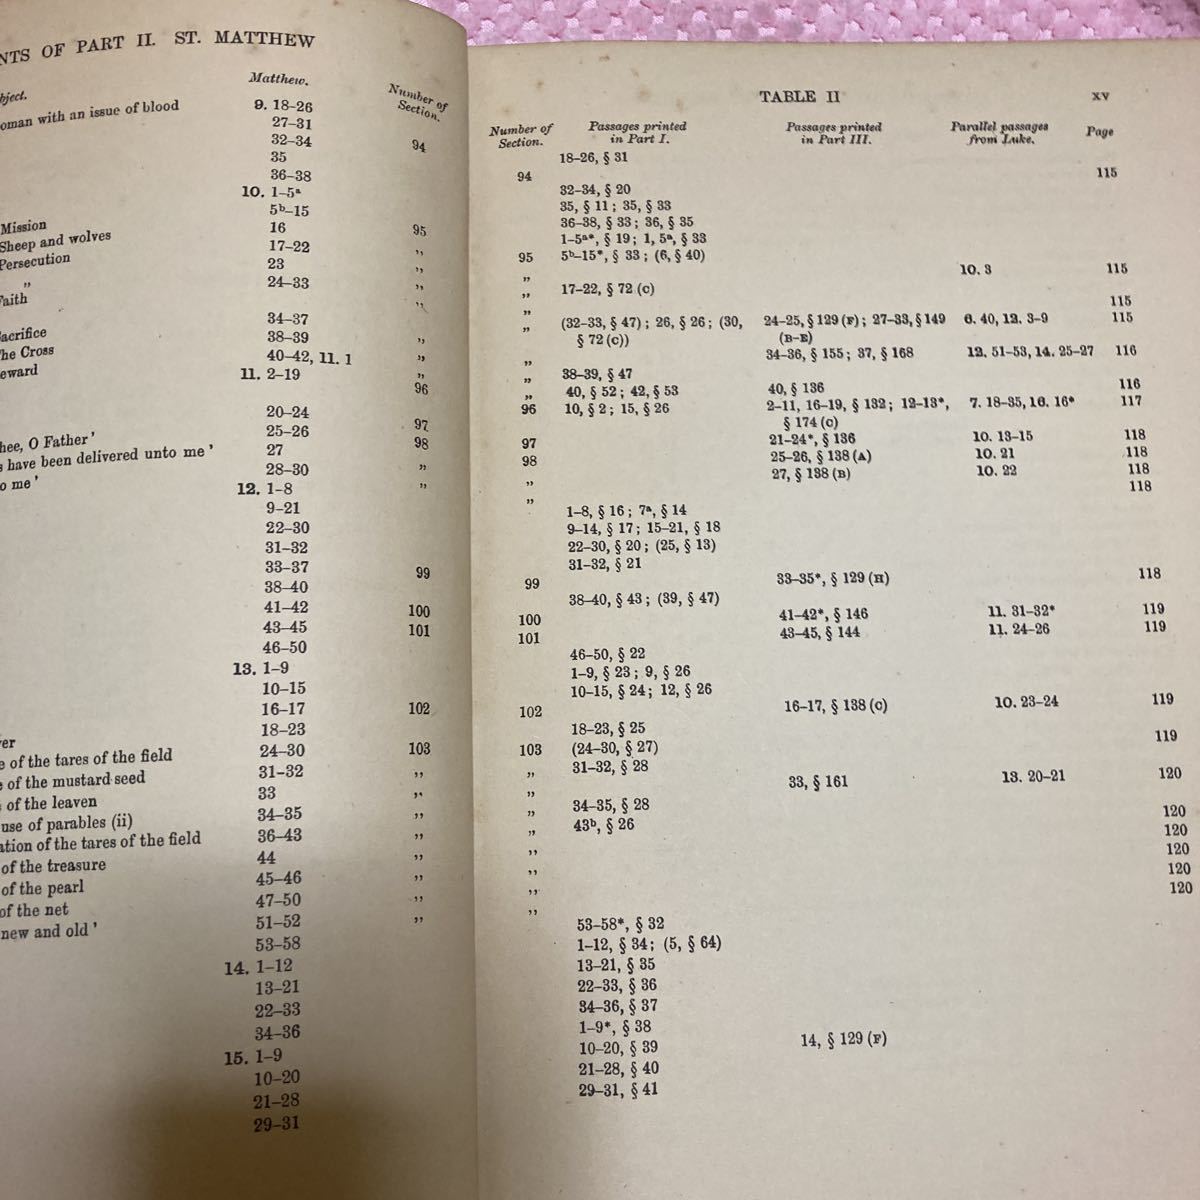 NTS OF PART II. ST. MATTHEW
bject. Matthew. Number of Section.
oman with an issue of blood 9. 18–26
27–31
32–34 94
35
36–38
10. 1–5ᵃ
5ᵇ–15
Mission 16 95
Sheep and wolves 17–22 ,,
Persecution 23 ,,
,, 24–33 ,,
Faith ,,
34–37
acrifice 38–39 ,,
he Cross 40–42, 11. 1 ,,
eward 11. 2–19 ,,
96
20–24
hee, O Father’ 25–26 97
s have been delivered unto me’ 27 98
o me’ 28–30 ,,
12. 1–8 ,,
9–21
22–30
31–32
33–37 99
38–40
41–42 100
43–45 101
46–50
13. 1–9
10–15
16–17 102
er 18–23
e of the tares of the field 24–30 103
e of the mustard seed 31–32 ,,
of the leaven 33 ,,
use of parables (ii) 34–35 ,,
ation of the tares of the field 36–43 ,,
of the treasure 44 ,,
of the pearl 45–46 ,,
of the net 47–50 ,,
new and old’ 51–52 ,,
53–58
14. 1–12
13–21
22–33
34–36
15. 1–9
10–20
21–28
29–31
TABLE II xv
Number of Section. Passages printed in Part I. Passages printed in Part III. Parallel passages from Luke. Page
18–26, § 31
94 115
32–34, § 20
35, § 11; 35, § 33
36–38, § 33; 36, § 35
1–5ᵃ*, § 19; 1, 5ᵃ, § 33
95 5ᵇ–15*, § 33; (6, § 40)
,, 10. 3 115
,, 17–22, § 72 (c)
,, 115
,, (32–33, § 47); 26, § 26; (30, 24–25, § 129 (F); 27–33, § 149 6. 40, 12. 3–9 115
§ 72 (c)) (B–E)
,, 34–36, § 155; 37, § 168 12. 51–53, 14. 25–27 116
,, 38–39, § 47
,, 40, § 52; 42, § 53 40, § 136 116
96 10, § 2; 15, § 26 2–11, 16–19, § 132; 12–13*, 7. 18–35, 16. 16* 117
§ 174 (C)
97 21–24*, § 136 10. 13–15 118
98 25–26, § 138 (A) 10. 21 118
,, 27, § 138 (B) 10. 22 118
,, 118
1–8, § 16; 7ᵃ, § 14
9–14, § 17; 15–21, § 18
22–30, § 20; (25, § 13)
31–32, § 21
99 33–35*, § 129 (H) 118
38–40, § 43; (39, § 47)
100 41–42*, § 146 11. 31–32* 119
101 43–45, § 144 11. 24–26 119
46–50, § 22
1–9, § 23; 9, § 26
10–15, § 24; 12, § 26
102 16–17, § 138 (C) 10. 23–24 119
18–23, § 25
103 (24–30, § 27) 119
,, 31–32, § 28
,, 33, § 161 13. 20–21 120
,, 34–35, § 28 120
,, 43ᵇ, § 26 120
,, 120
,, 120
,, 120
,,
53–58*, § 32
1–12, § 34; (5, § 64)
13–21, § 35
22–33, § 36
34–36, § 37
1–9*, § 38
10–20, § 39 14, § 129 (F)
21–28, § 40
29–31, § 41